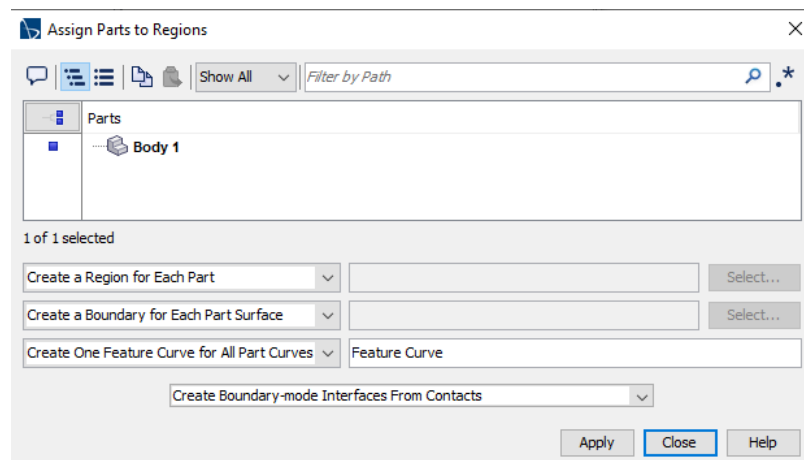 Assign Parts to Regions
Show All Filter by Path .*
Parts
Body 1
1 of 1 selected
Create a Region for Each Part Select...
Create a Boundary for Each Part Surface Select...
Create One Feature Curve for All Part Curves Feature Curve
Create Boundary-mode Interfaces From Contacts
Apply Close Help